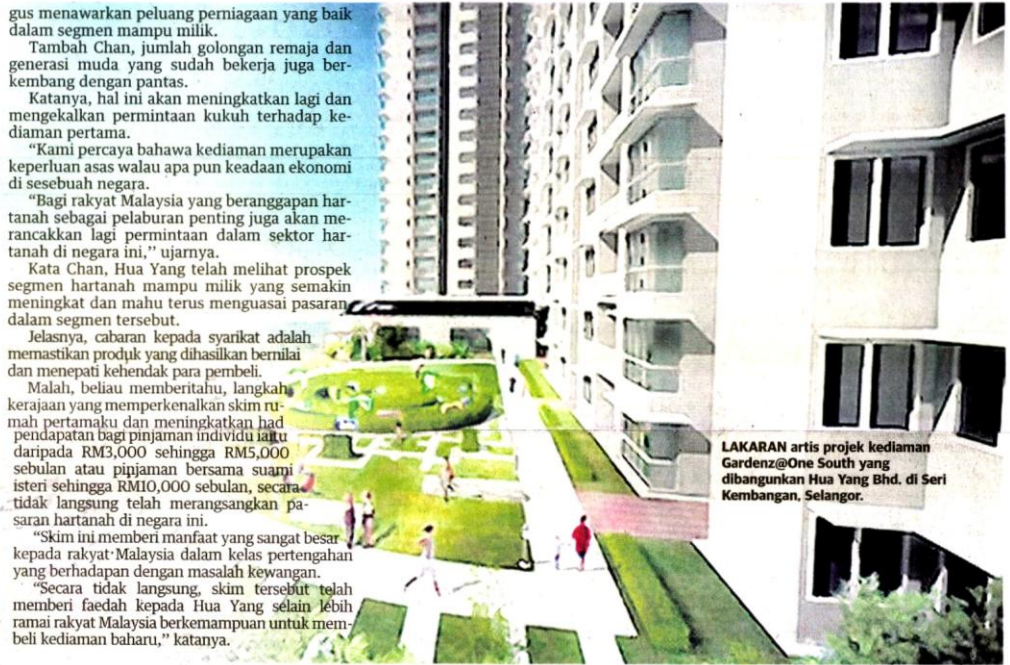 gus menawarkan peluang perniagaan yang baik
dalam segmen mampu milik.
Tambah Chan, jumlah golongan remaja dan
generasi muda yang sudah bekerja juga ber-
kembang dengan pantas.
Katanya, hal ini akan meningkatkan lagi dan
mengekalkan permintaan kukuh terhadap ke-
diaman pertama.
“Kami percaya bahawa kediaman merupakan
keperluan asas walau apa pun keadaan ekonomi
di sesebuah negara.
“Bagi rakyat Malaysia yang beranggapan har-
tanah sebagai pelaburan penting juga akan me-
rancakkan lagi permintaan dalam sektor har-
tanah di negara ini,” ujarnya.
Kata Chan, Hua Yang telah melihat prospek
segmen hartanah mampu milik yang semakin
meningkat dan mahu terus menguasai pasaran
dalam segmen tersebut.
Jelasnya, cabaran kepada syarikat adalah
memastikan produk yang dihasilkan bernilai
dan menepati kehendak para pembeli.
Malah, beliau memberitahu, langkah
kerajaan yang memperkenalkan skim ru-
mah pertamaku dan meningkatkan had
pendapatan bagi pinjaman individu iaitu
daripada RM3,000 sehingga RM5,000
sebulan atau pinjaman bersama suami
isteri sehingga RM10,000 sebulan, secara
tidak langsung telah merangsangkan pa-
saran hartanah di negara ini.
“Skim ini memberi manfaat yang sangat besar
kepada rakyat Malaysia dalam kelas pertengahan
yang berhadapan dengan masalah kewangan.
“Secara tidak langsung, skim tersebut telah
memberi faedah kepada Hua Yang selain lebih
ramai rakyat Malaysia berkemampuan untuk mem-
beli kediaman baharu,” katanya.
LAKARAN artis projek kediaman
Gardenz@One South yang
dibangunkan Hua Yang Bhd. di Seri
Kembangan, Selangor.